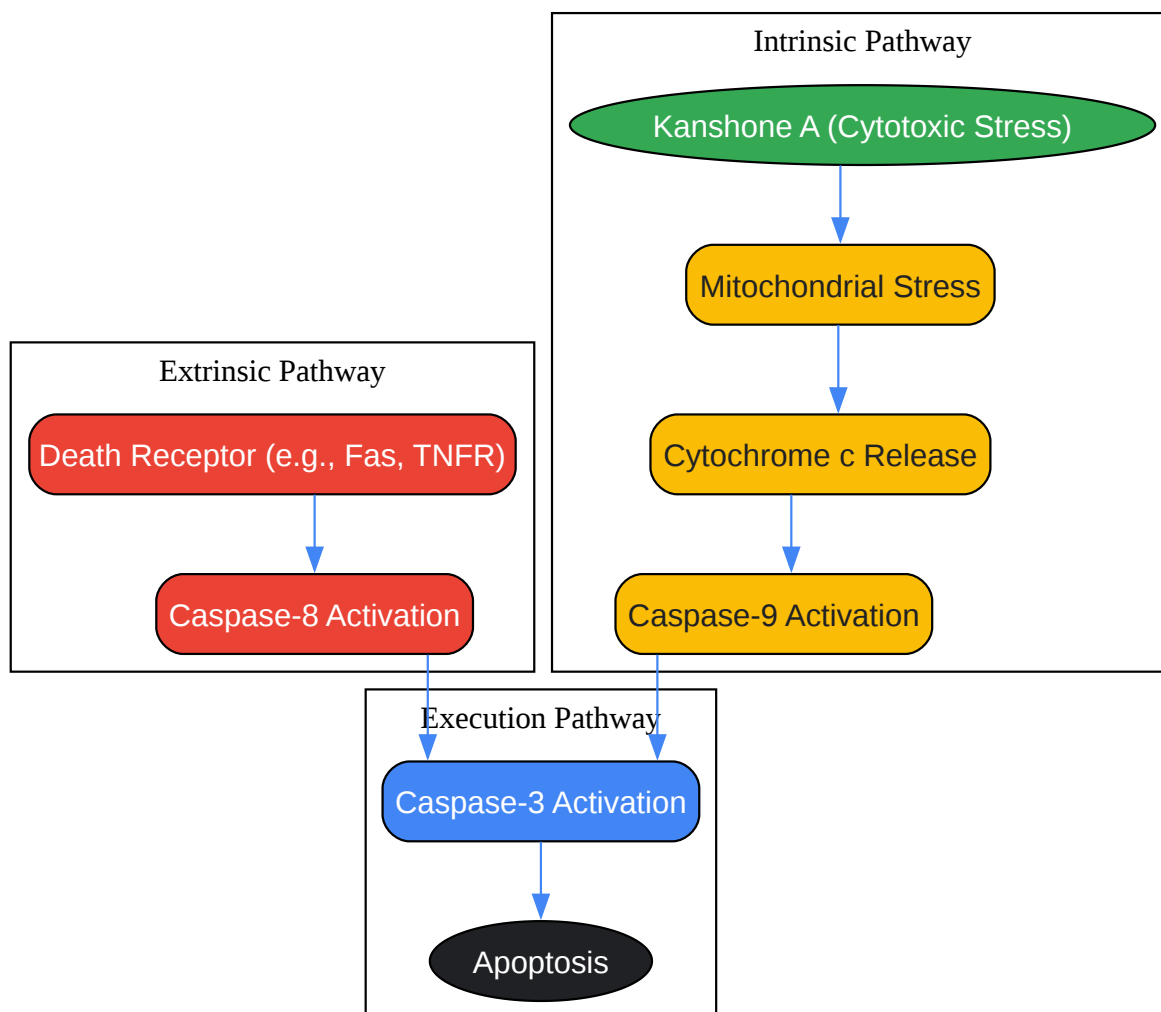 Intrinsic Pathway
Kanshone A (Cytotoxic Stress)
Mitochondrial Stress
Cytochrome c Release
Caspase-9 Activation
Extrinsic Pathway
Death Receptor (e.g., Fas, TNFR)
Caspase-8 Activation
Execution Pathway
Caspase-3 Activation
Apoptosis